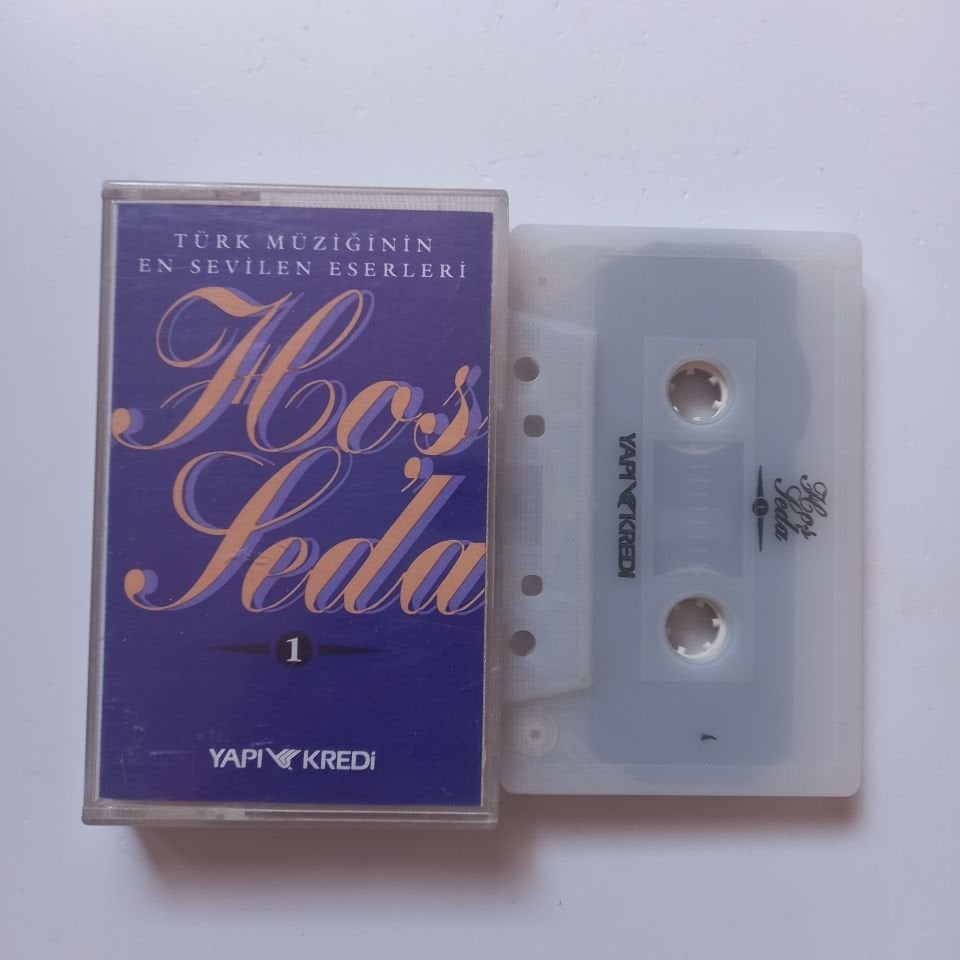 TÜRK MÜZİĞİNİN
EN SEVİLEN ESERLERİ
Hoş
Seda
1
YAPI KREDi
Hoş
Seda
1
YAPI KREDi